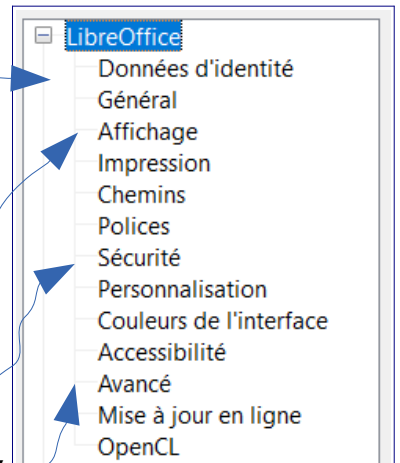 LibreOffice
Données d'identité
Général
Affichage
Impression
Chemins
Polices
Sécurité
Personnalisation
Couleurs de l'interface
Accessibilité
Avancé
Mise à jour en ligne
OpenCL